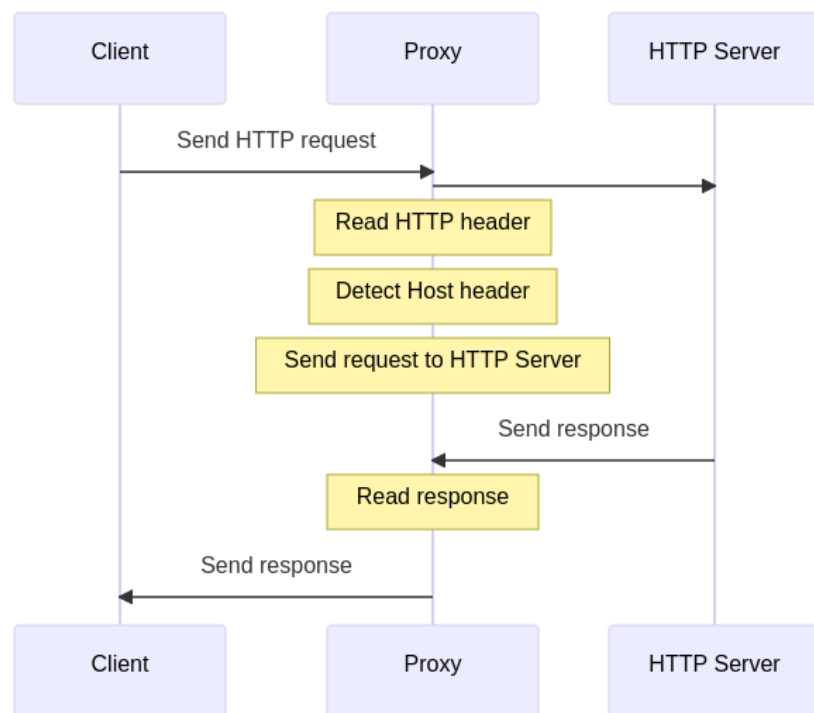 Client
Proxy
HTTP Server
Send HTTP request
Read HTTP header
Detect Host header
Send request to HTTP Server
Send response
Read response
Send response
Client
Proxy
HTTP Server